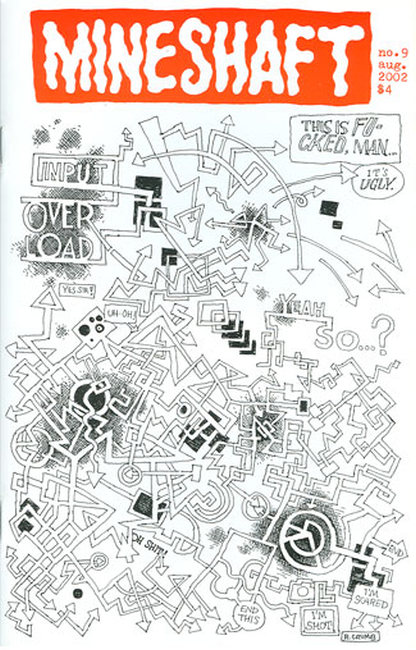 MINESHAFT
no.9
aug.
2002
$4
THIS IS FU-
CKED, MAN...
INPUT
IT'S
UGLY.
OVER
LOAD
YES SIR!
UH-OH!
YEAH
SO...?
OH SHIT!!
END
I'M
SCARED
END
THIS
I'M
SHOT!
R. CRUMB